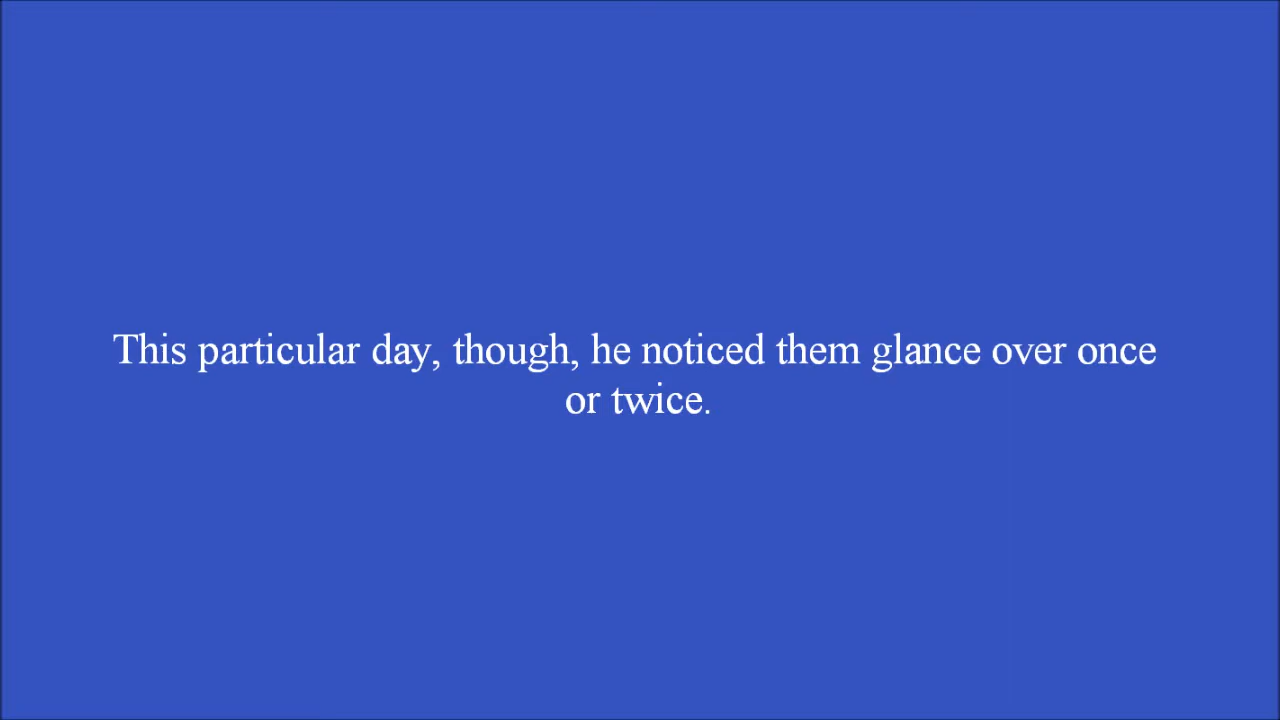 This particular day, though, he noticed them glance over once
or twice.